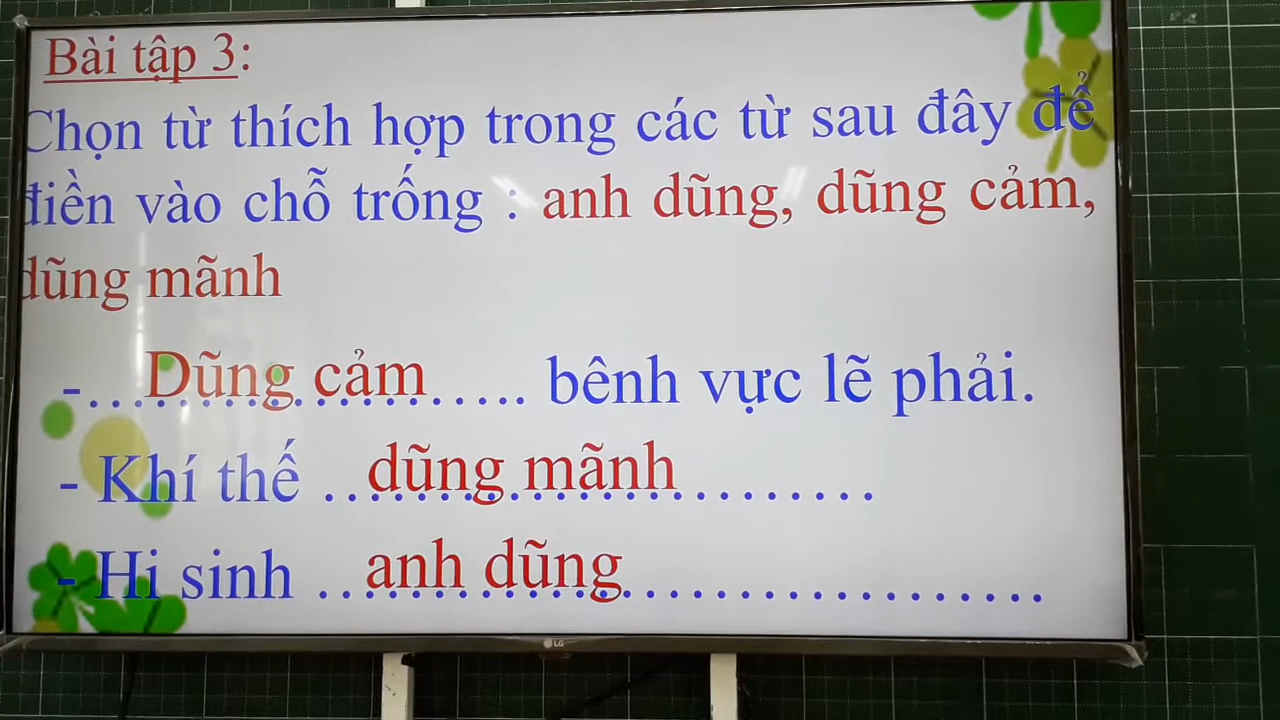 Bài tập 3:
Chọn từ thích hợp trong các từ sau đây để
điền vào chỗ trống : anh dũng, dũng cảm,
dũng mãnh
-…Dũng cảm….. bênh vực lẽ phải.
- Khí thế …dũng mãnh………
- Hi sinh …anh dũng……………
LG